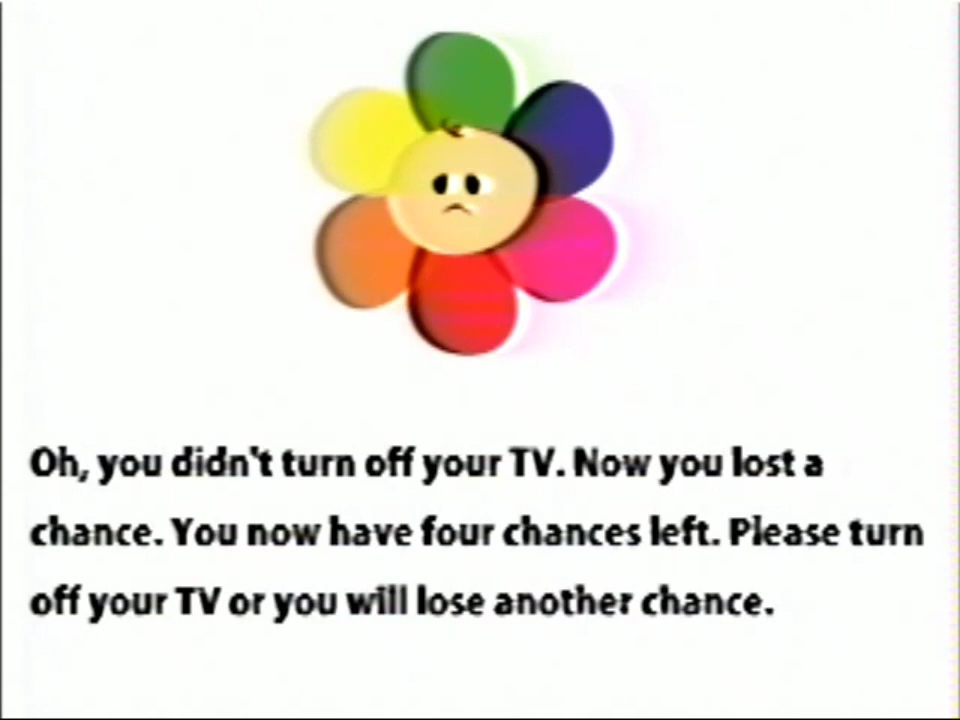 Oh, you didn't turn off your TV. Now you lost a
chance. You now have four chances left. Please turn
off your TV or you will lose another chance.